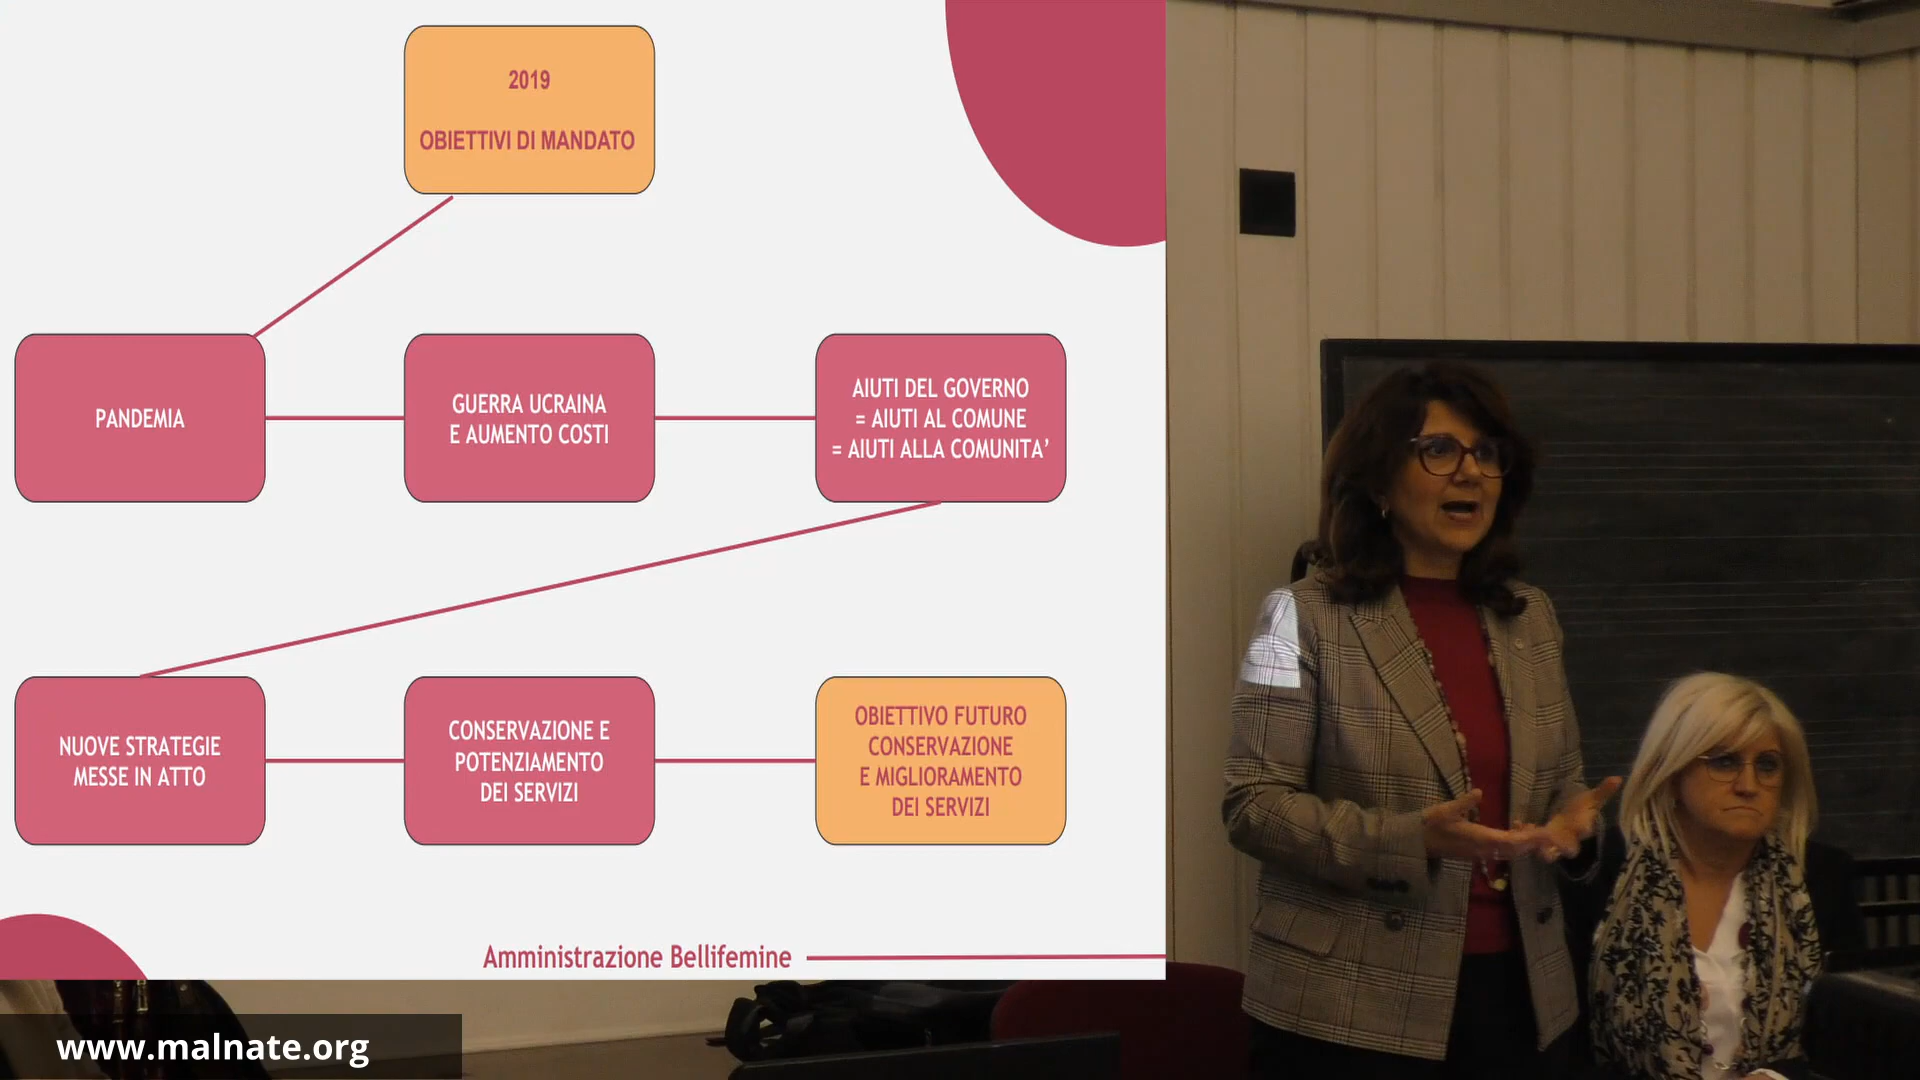 2019
OBIETTIVI DI MANDATO
PANDEMIA
GUERRA UCRAINA
E AUMENTO COSTI
AIUTI DEL GOVERNO
= AIUTI AL COMUNE
= AIUTI ALLA COMUNITA’
NUOVE STRATEGIE
MESSE IN ATTO
CONSERVAZIONE E
POTENZIAMENTO
DEI SERVIZI
OBIETTIVO FUTURO
CONSERVAZIONE
E MIGLIORAMENTO
DEI SERVIZI
Amministrazione Bellifemine
www.malnate.org